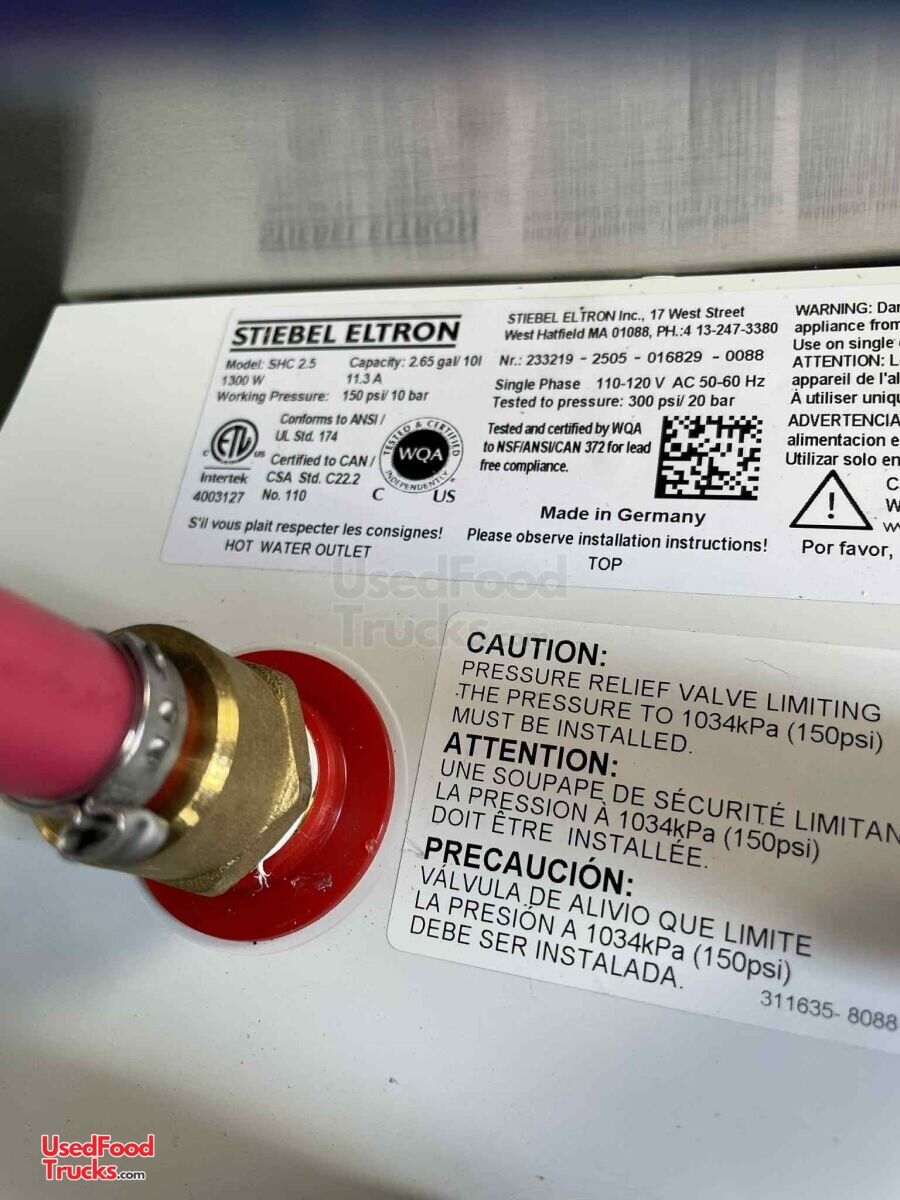 STIEBEL ELTRON
Model: SHC 2.5 Capacity: 2.65 gal/ 10l
1300 W 11.3 A
Working Pressure: 150 psi/ 10 bar
Conforms to ANSI /
UL Std. 174
Certified to CAN /
CSA Std. C22.2
No. 110
C ETL US
Intertek
4003127
TESTED & CERTIFIED BY
WQA
INDEPENDENTLY
C US
S'il vous plait respecter les consignes!
HOT WATER OUTLET
STIEBEL ELTRON Inc., 17 West Street
West Hatfield MA 01088, PH.:4 13-247-3380
Nr.: 233219 - 2505 - 016829 - 0088
Single Phase 110-120 V AC 50-60 Hz
Tested to pressure: 300 psi/ 20 bar
Tested and certified by WQA
to NSF/ANSI/CAN 372 for lead
free compliance.
Made in Germany
Please observe installation instructions!
TOP
WARNING:
appliance from
Use on single
ATTENTION:
appareil de
À utiliser
ADVERTENCIA
Utilizar solo en
Por favor,
CAUTION:
PRESSURE RELIEF VALVE LIMITING
THE PRESSURE TO 1034kPa (150psi)
MUST BE INSTALLED.
ATTENTION:
UNE SOUPAPE DE SÉCURITÉ LIMITAN
LA PRESSION À 1034kPa (150psi)
DOIT ÊTRE INSTALLÉE.
PRECAUCIÓN:
VÁLVULA DE ALIVIO QUE LIMITE
LA PRESIÓN A 1034kPa (150psi)
DEBE SER INSTALADA.
311635- 8088
UsedFood
Trucks
UsedFood
Trucks.com